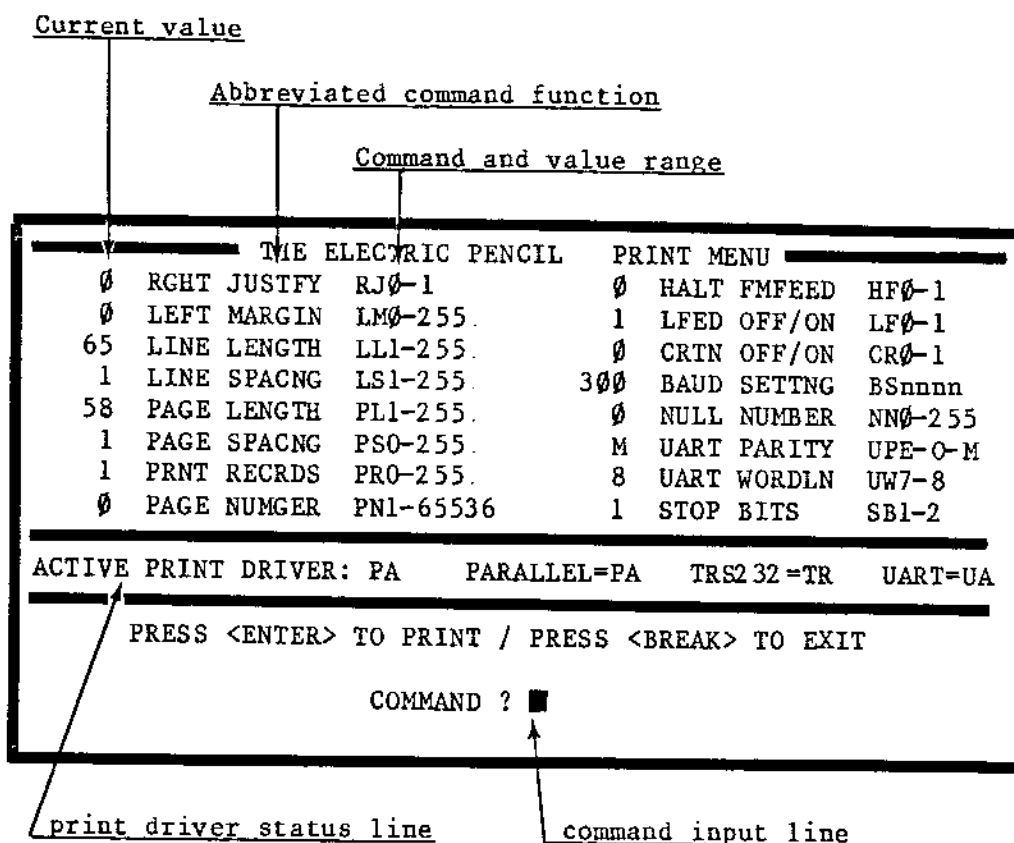 Current value
Abbreviated command function
Command and value range
THE ELECTRIC PENCIL PRINT MENU
Ø RGHT JUSTFY RJØ-1 Ø HALT FMFEED HFØ-1
Ø LEFT MARGIN LMØ-255. 1 LFED OFF/ON LFØ-1
65 LINE LENGTH LL1-255. Ø CRTN OFF/ON CRØ-1
1 LINE SPACNG LS1-255. 3ØØ BAUD SETTNG BSnnnn
58 PAGE LENGTH PL1-255. Ø NULL NUMBER NNØ-255
1 PAGE SPACNG PS0-255. M UART PARITY UPE-O-M
1 PRNT RECRDS PR0-255. 8 UART WORDLN UW7-8
Ø PAGE NUMGER PN1-65536 1 STOP BITS SB1-2
ACTIVE PRINT DRIVER: PA PARALLEL=PA TRS232=TR UART=UA
PRESS <ENTER> TO PRINT / PRESS <BREAK> TO EXIT
COMMAND ?
print driver status line
command input line